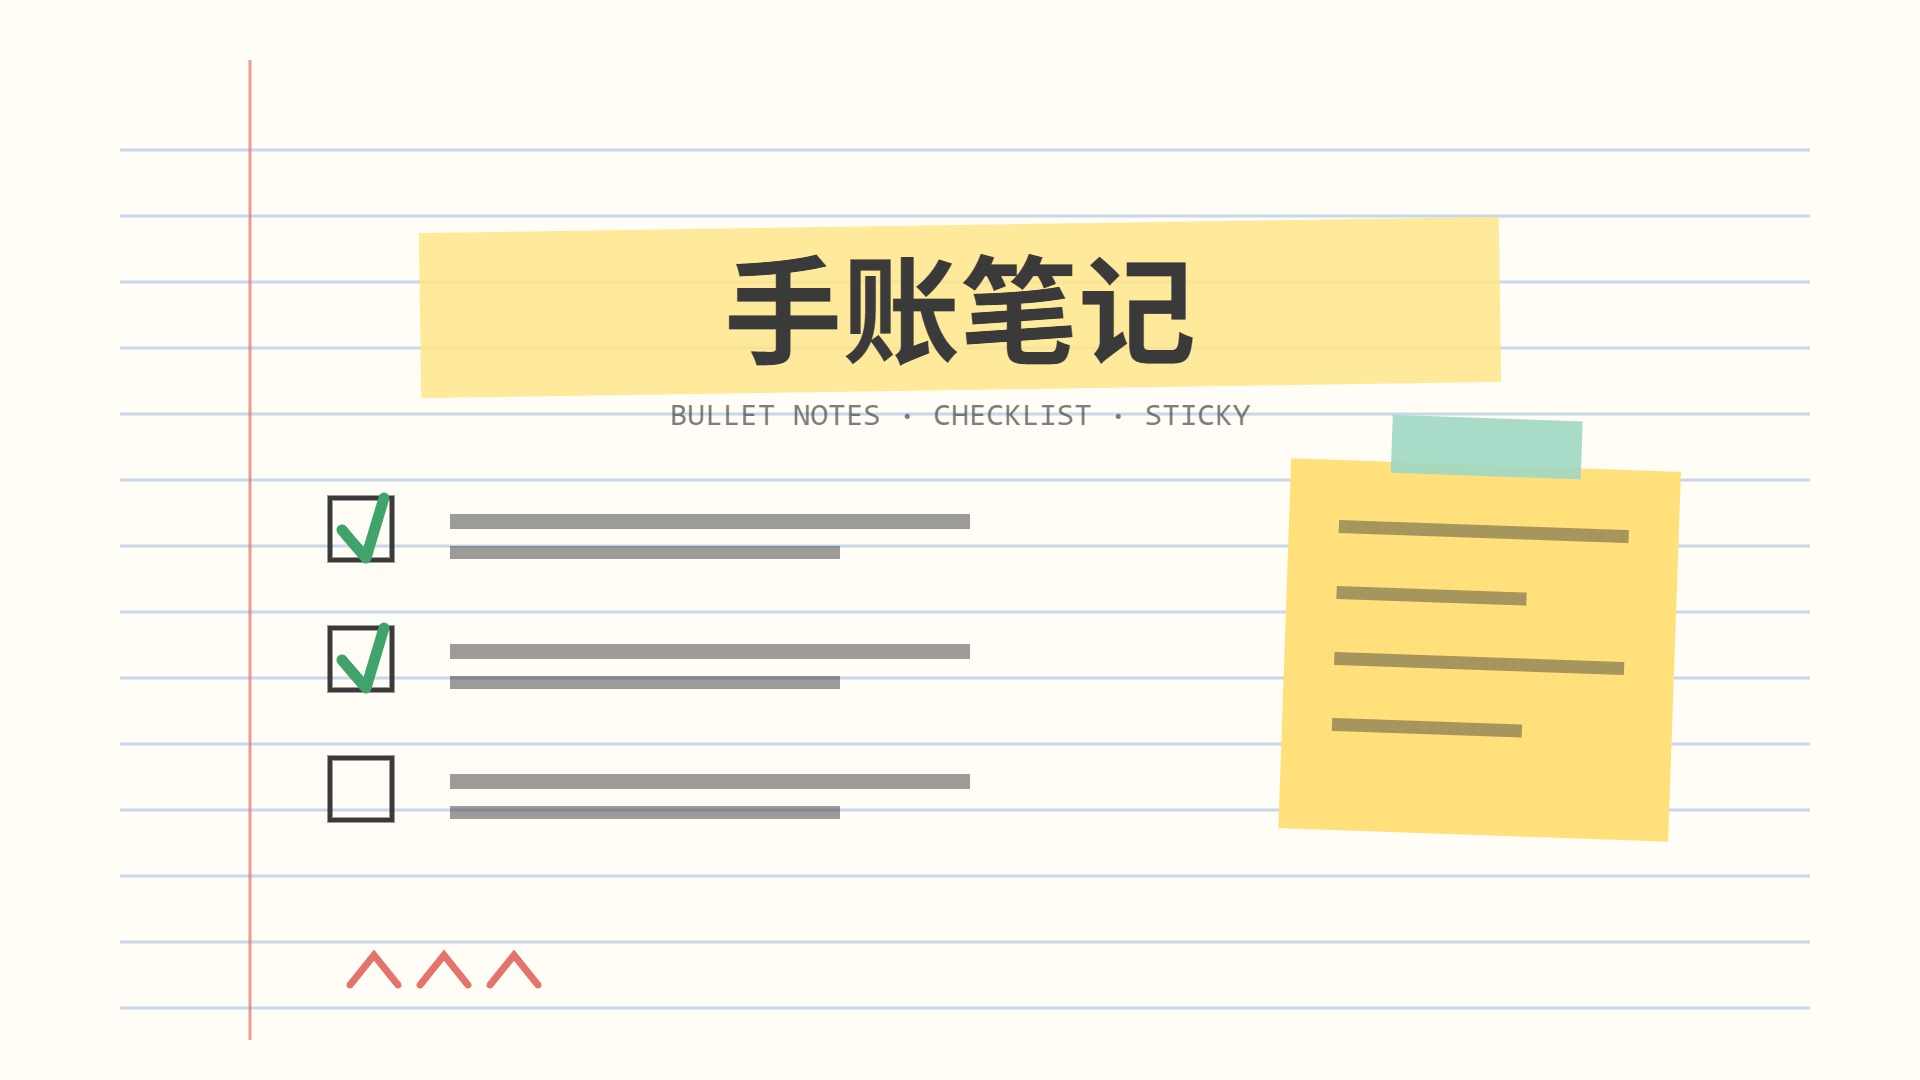 手账笔记
BULLET NOTES · CHECKLIST · STICKY